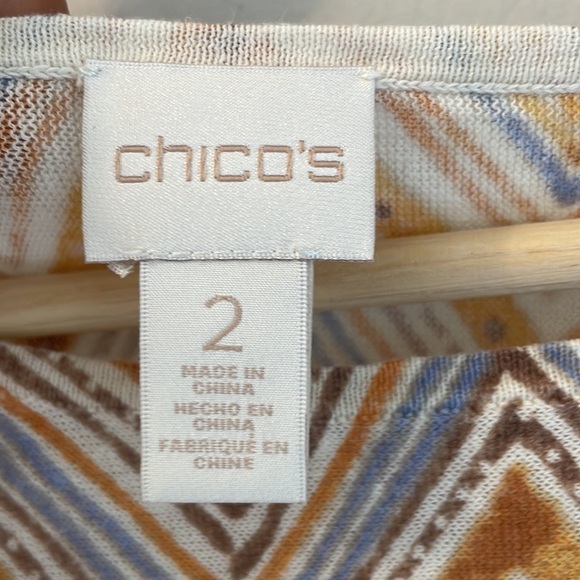 chico's
2
MADE IN
CHINA
HECHO EN
CHINA
FABRIQUÉ EN
CHINE